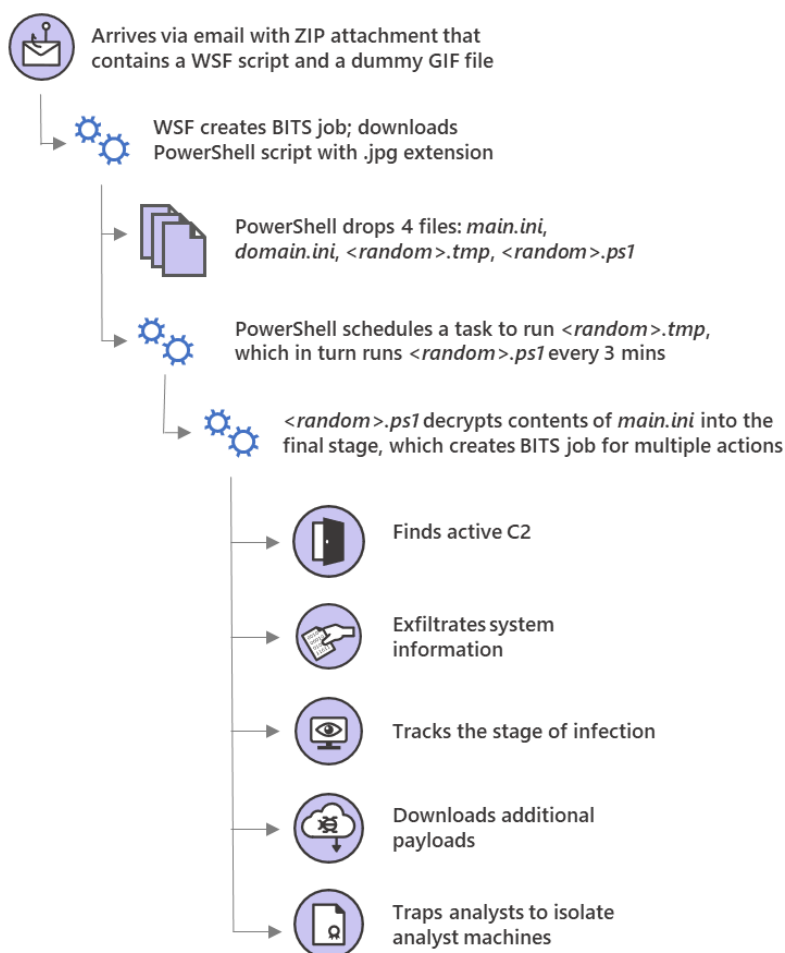 Arrives via email with ZIP attachment that
contains a WSF script and a dummy GIF file
WSF creates BITS job; downloads
PowerShell script with .jpg extension
PowerShell drops 4 files: main.ini,
domain.ini, <random>.tmp, <random>.ps1
PowerShell schedules a task to run <random>.tmp,
which in turn runs <random>.ps1 every 3 mins
<random>.ps1 decrypts contents of main.ini into the
final stage, which creates BITS job for multiple actions
Finds active C2
Exfiltrates system
information
Tracks the stage of infection
Downloads additional
payloads
Traps analysts to isolate
analyst machines